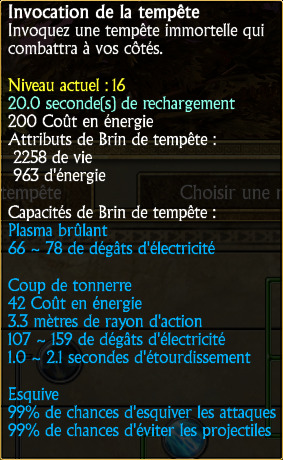 Invocation de la tempête
Invoquez une tempête immortelle qui
combattra à vos côtés.
Niveau actuel : 16
20.0 seconde(s) de rechargement
200 Coût en énergie
Attributs de Brin de tempête :
2258 de vie
963 d'énergie
tempête
Choisir une
Capacités de Brin de tempête :
Plasma brûlant
66 ~ 78 de dégâts d'électricité
Coup de tonnerre
42 Coût en énergie
3.3 mètres de rayon d'action
107 ~ 159 de dégâts d'électricité
1.0 ~ 2.1 secondes d'étourdissement
Esquive
99% de chances d'esquiver les attaques
99% de chances d'éviter les projectiles